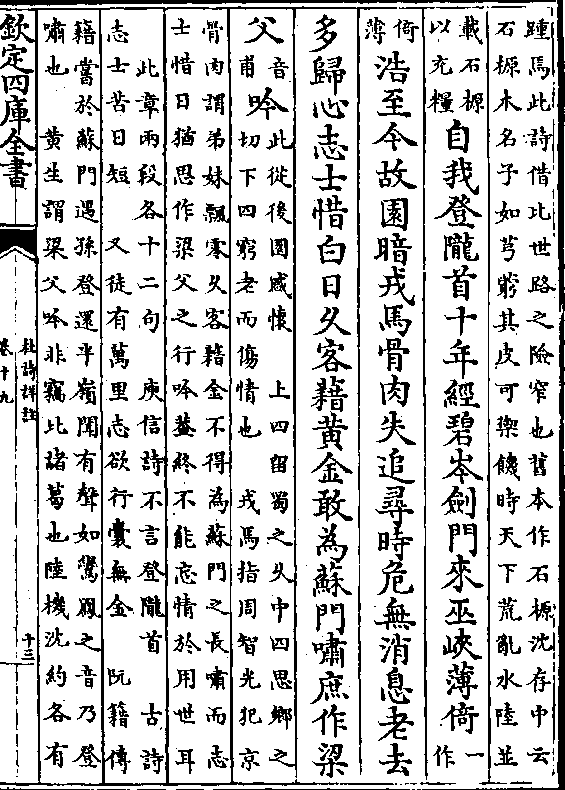 踵馬此詩借比世路之險窄也舊本作石㮌沈存中云
石㮌木名子如芎藭其皮可禦饑時天下荒亂水陸並
載石㮌
以充糧
自我登隴首十年經碧岑劍門來巫峽薄倚
一
作
倚
薄
浩至今故園暗戎馬骨肉失追尋時危無消息老去
多歸心志士惜白日久客藉黄金敢為蘇門嘯庶作梁
父
音
甫
吟
此從後園感懷　上四留蜀之久中四思鄉之
切下四窮老而傷情也　戎馬指周智光犯京
骨肉謂弟妹飄零久客藉金不得為蘇門之長嘯而志
士惜日猶思作梁父之行吟蓋終不能忘情於用世耳
此章兩段各十二句　庾信詩不言登隴首　古詩
志士苦日短　又徒有萬里志欲行囊無金　阮籍傳
籍嘗於蘇門遇孫登還半嶺聞有聲如鸞鳳之音乃登
嘯也　黄生謂梁父吟非竊比諸葛也陸機沈約各有
欽定四庫全書
杜詩詳註
卷十九
十三